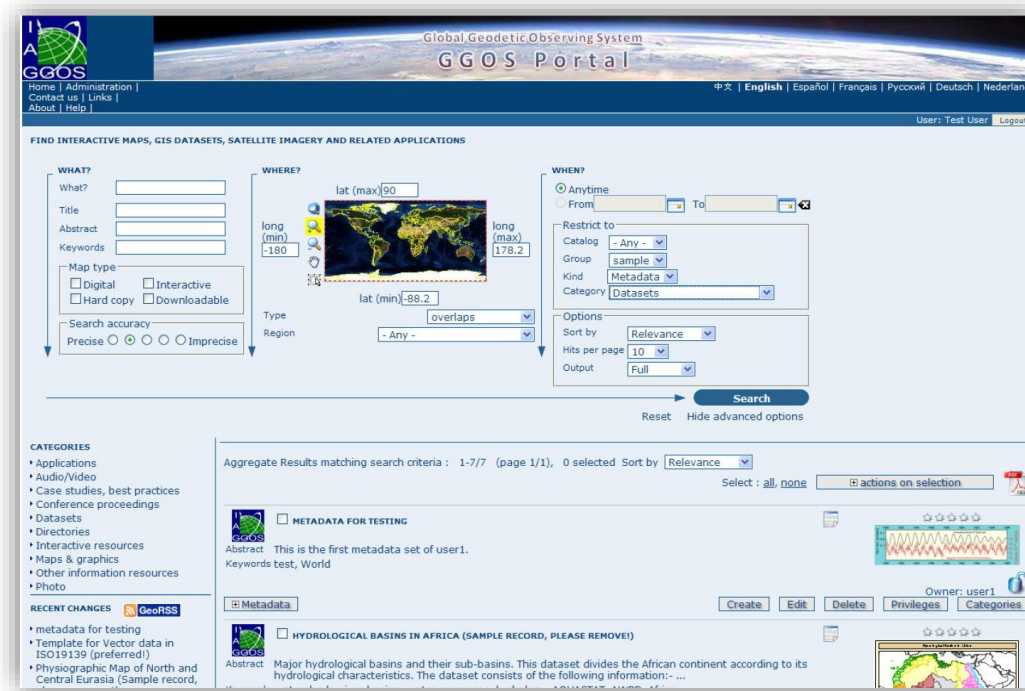 I
A
GGOS
Global Geodetic Observing System
GGOS Portal
Home | Administration |
Contact us | Links |
About | Help |
中文 | English | Español | Français | Русский | Deutsch | Nederlan
User: Test User Logout
FIND INTERACTIVE MAPS, GIS DATASETS, SATELLITE IMAGERY AND RELATED APPLICATIONS
WHAT?
What?
Title
Abstract
Keywords
Map type
Digital Interactive
Hard copy Downloadable
Search accuracy
Precise Imprecise
WHERE?
lat (max) 90
long (min)
-180
long (max)
178.2
lat (min) -88.2
Type overlaps
Region - Any -
WHEN?
Anytime
From To
Restrict to
Catalog - Any -
Group sample
Kind Metadata
Category Datasets
Options
Sort by Relevance
Hits per page 10
Output Full
Search
Reset Hide advanced options
CATEGORIES
Applications
Audio/Video
Case studies, best practices
Conference proceedings
Datasets
Directories
Interactive resources
Maps & graphics
Other information resources
Photo
RECENT CHANGES GeoRSS
metadata for testing
Template for Vector data in
ISO19139 (preferred!)
Physiographic Map of North and
Central Eurasia (Sample record,
Aggregate Results matching search criteria : 1-7/7 (page 1/1), 0 selected Sort by Relevance
Select : all, none actions on selection
GGOS
METADATA FOR TESTING
Abstract This is the first metadata set of user1.
Keywords test, World
Owner: user1
Metadata Create Edit Delete Privileges Categories
GGOS
HYDROLOGICAL BASINS IN AFRICA (SAMPLE RECORD, PLEASE REMOVE!)
Abstract Major hydrological basins and their sub-basins. This dataset divides the African continent according to its
hydrological characteristics. The dataset consists of the following information:- ...